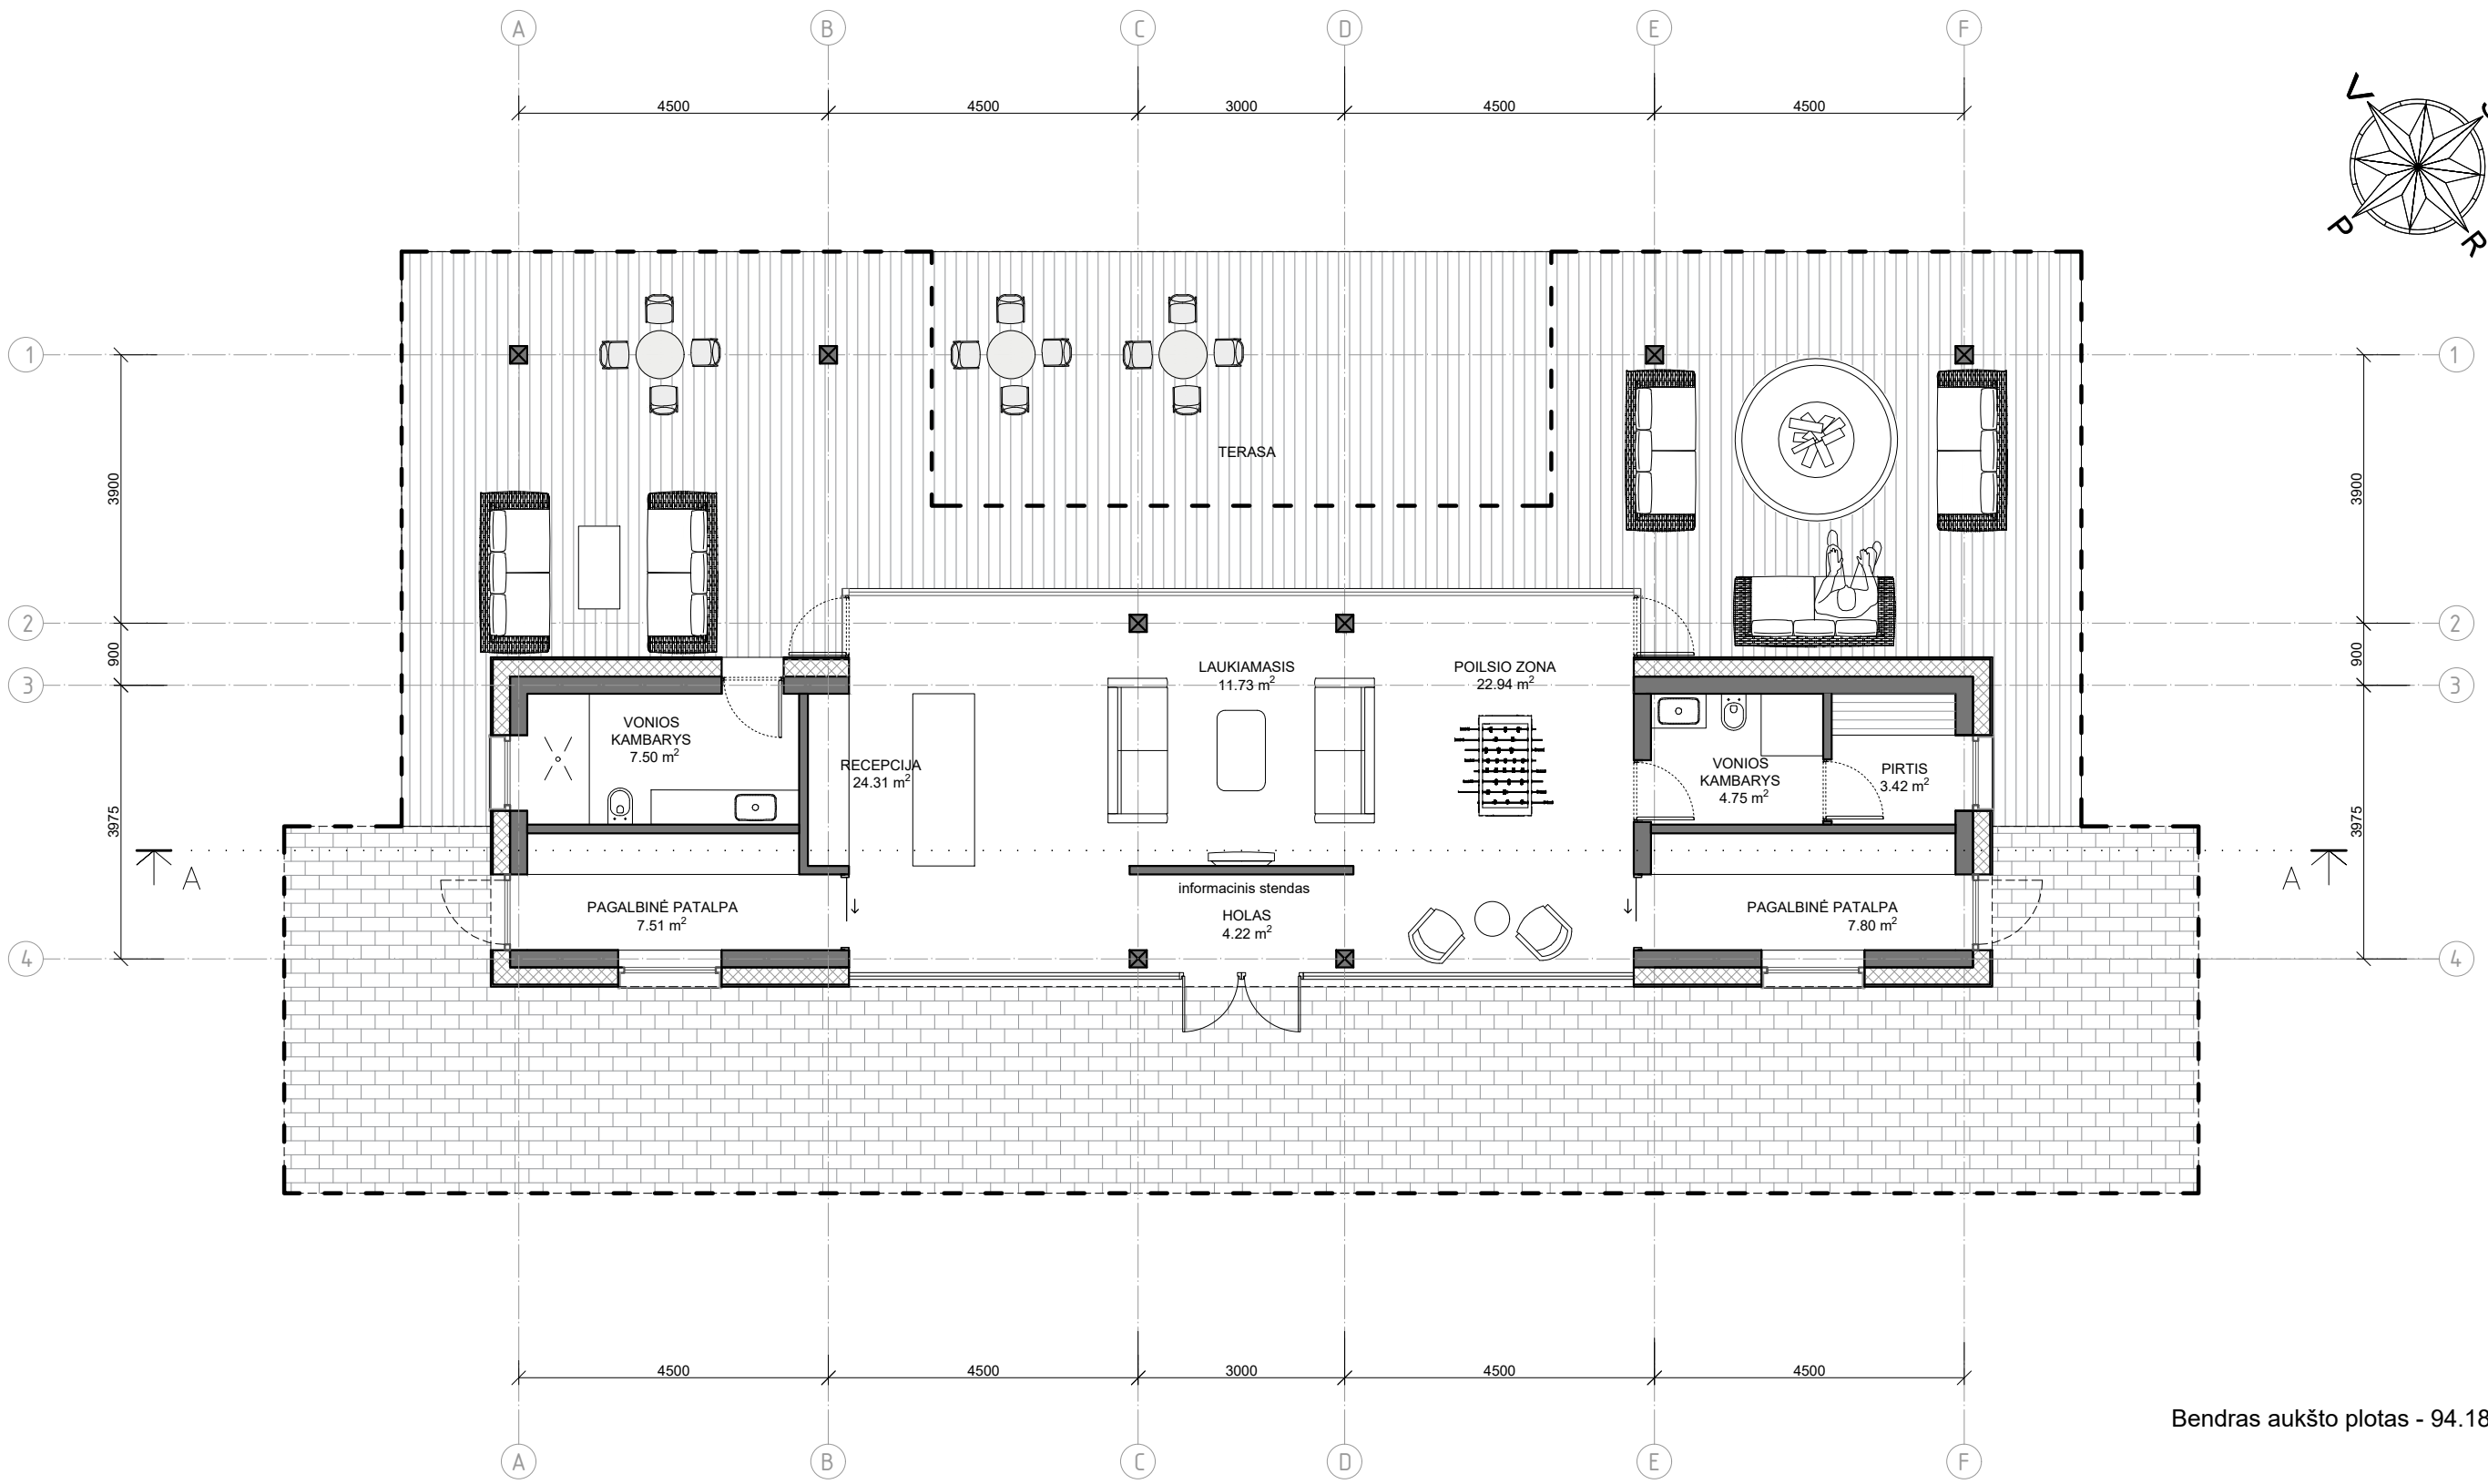 A B C D E F
4500 4500 3000 4500 4500
V
P
R
1 1
TERASA
3900 3900
2 2
900 900
3 3
LAUKIAMASIS
11.73 m²
POILSIO ZONA
22.94 m²
VONIOS
KAMBARYS
7.50 m²
RECEPCIJA
24.31 m²
VONIOS
KAMBARYS
4.75 m²
PIRTIS
3.42 m²
3975 3975
A A
informacinis stendas
PAGALBINĖ PATALPA
7.51 m²
HOLAS
4.22 m²
PAGALBINĖ PATALPA
7.80 m²
4 4
4500 4500 3000 4500 4500
Bendras aukšto plotas - 94.18
A B C D E F